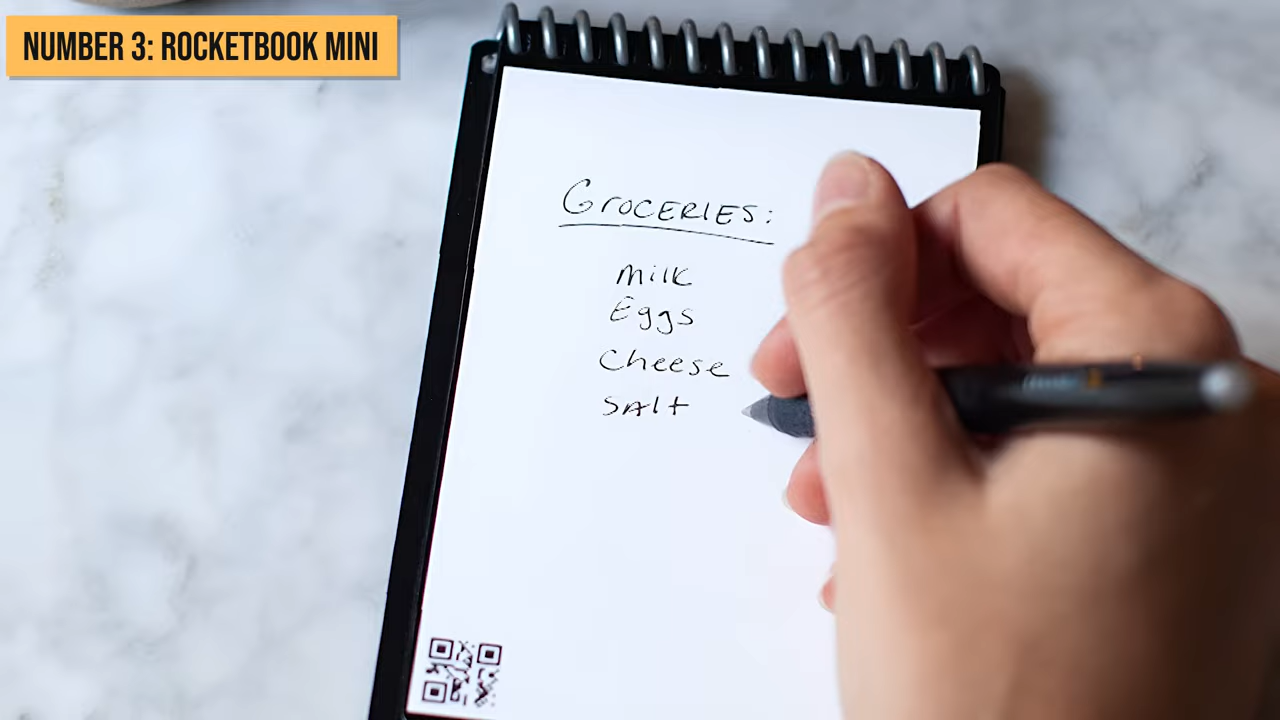 NUMBER 3: ROCKETBOOK MINI
GROCERIES:
Milk
Eggs
Cheese
SAlt